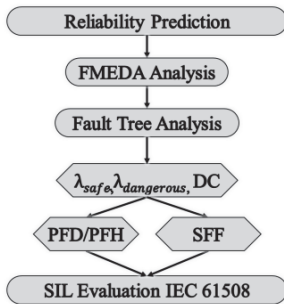 Reliability Prediction
FMEDA Analysis
Fault Tree Analysis
λsafe,λdangerous, DC
PFD/PFH
SFF
SIL Evaluation IEC 61508